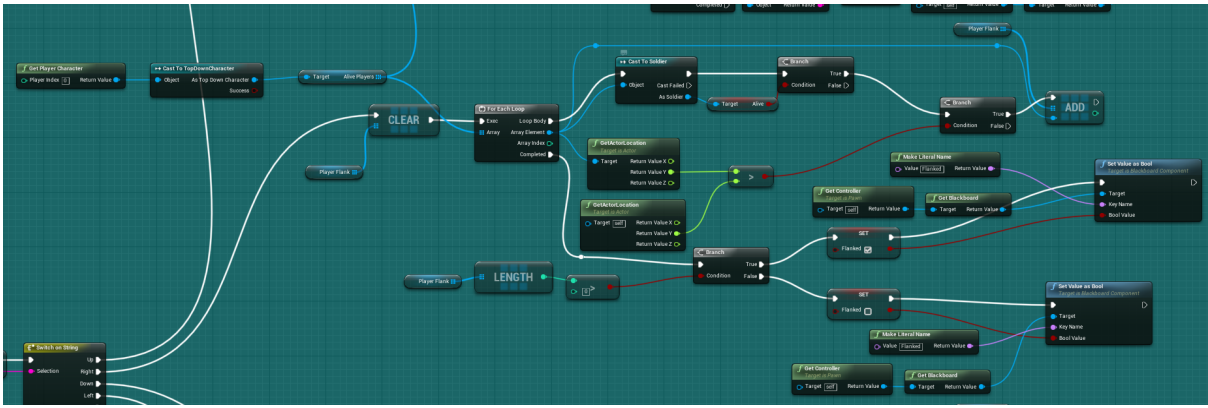 Completed
Object Return Value
Target self
Target Return Value
Player Flank
Get Player Character
Player Index 0 Return Value
Cast To TopDownCharacter
Object As Top Down Character
Success
Target Alive Players
CLEAR
Player Flank
For Each Loop
Exec Loop Body
Array Array Element
Array Index
Completed
Cast To Soldier
Object Cast Failed
As Soldier
Target Alive
Branch
True
Condition False
Branch
True
Condition False
ADD
GetActorLocation
Target is Actor
Target Return Value X
Return Value Y
Return Value Z
>
GetActorLocation
Target is Actor
Target self Return Value X
Return Value Y
Return Value Z
Make Literal Name
Value Flanked Return Value
Get Controller
Target is Pawn
Target self Return Value
Get Blackboard
Target Return Value
Set Value as Bool
Target is Blackboard Component
Target
Key Name
Bool Value
Player Flank
LENGTH
0 >
Branch
True
Condition False
SET
Flanked
SET
Flanked
Set Value as Bool
Target is Blackboard Component
Target
Key Name
Bool Value
Make Literal Name
Value Flanked Return Value
Get Controller
Target is Pawn
Target self Return Value
Get Blackboard
Target Return Value
Switch on String
Up
Selection Right
Down
Left